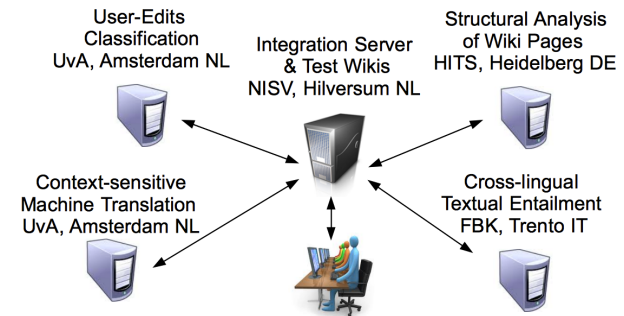 User-Edits
Classification
UvA, Amsterdam NL
Integration Server
& Test Wikis
NISV, Hilversum NL
Structural Analysis
of Wiki Pages
HITS, Heidelberg DE
Context-sensitive
Machine Translation
UvA, Amsterdam NL
Cross-lingual
Textual Entailment
FBK, Trento IT